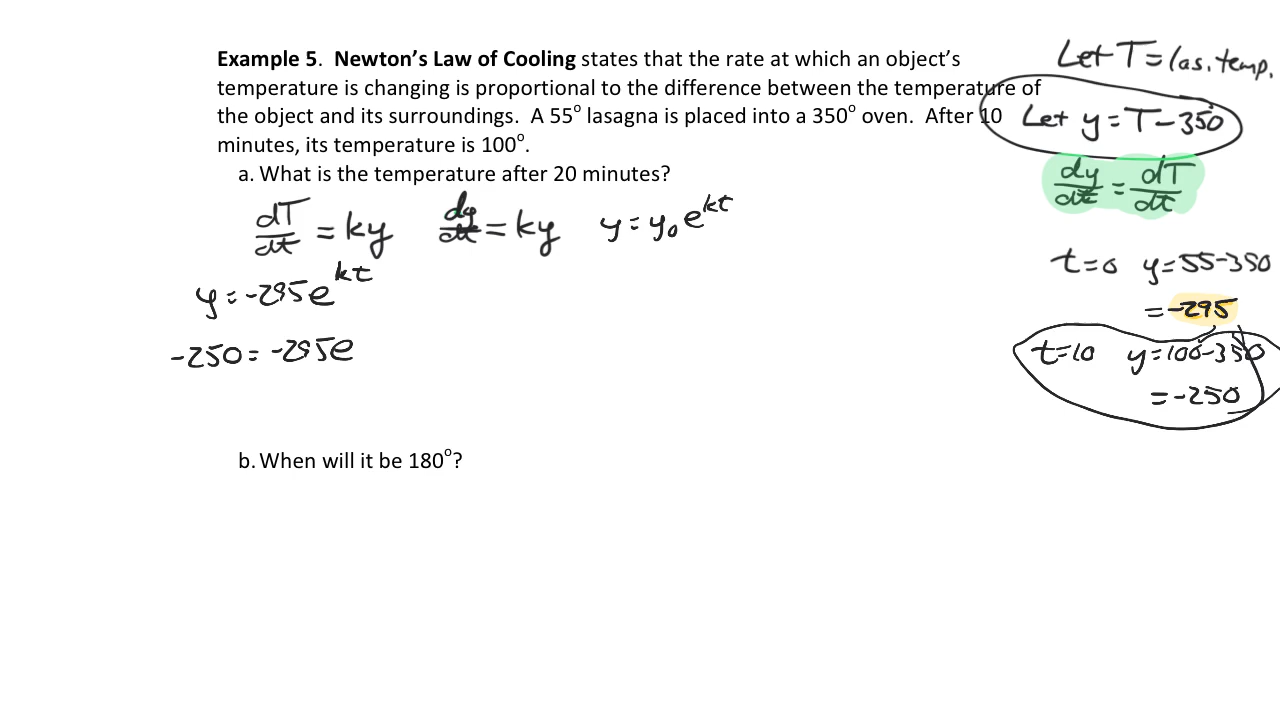 Example 5. Newton's Law of Cooling states that the rate at which an object's
temperature is changing is proportional to the difference between the temperature of
the object and its surroundings. A 55° lasagna is placed into a 350° oven. After 10
minutes, its temperature is 100°.
a. What is the temperature after 20 minutes?
dT/dt = ky dy/dt = ky y = y₀e^kt
y = -295e^kt
-250 = -295e
b. When will it be 180°?
Let T = las. temp.
Let y = T - 350
dy/dt = dT/dt
t=0 y=55-350
= -295
t=10 y=100-350
= -250